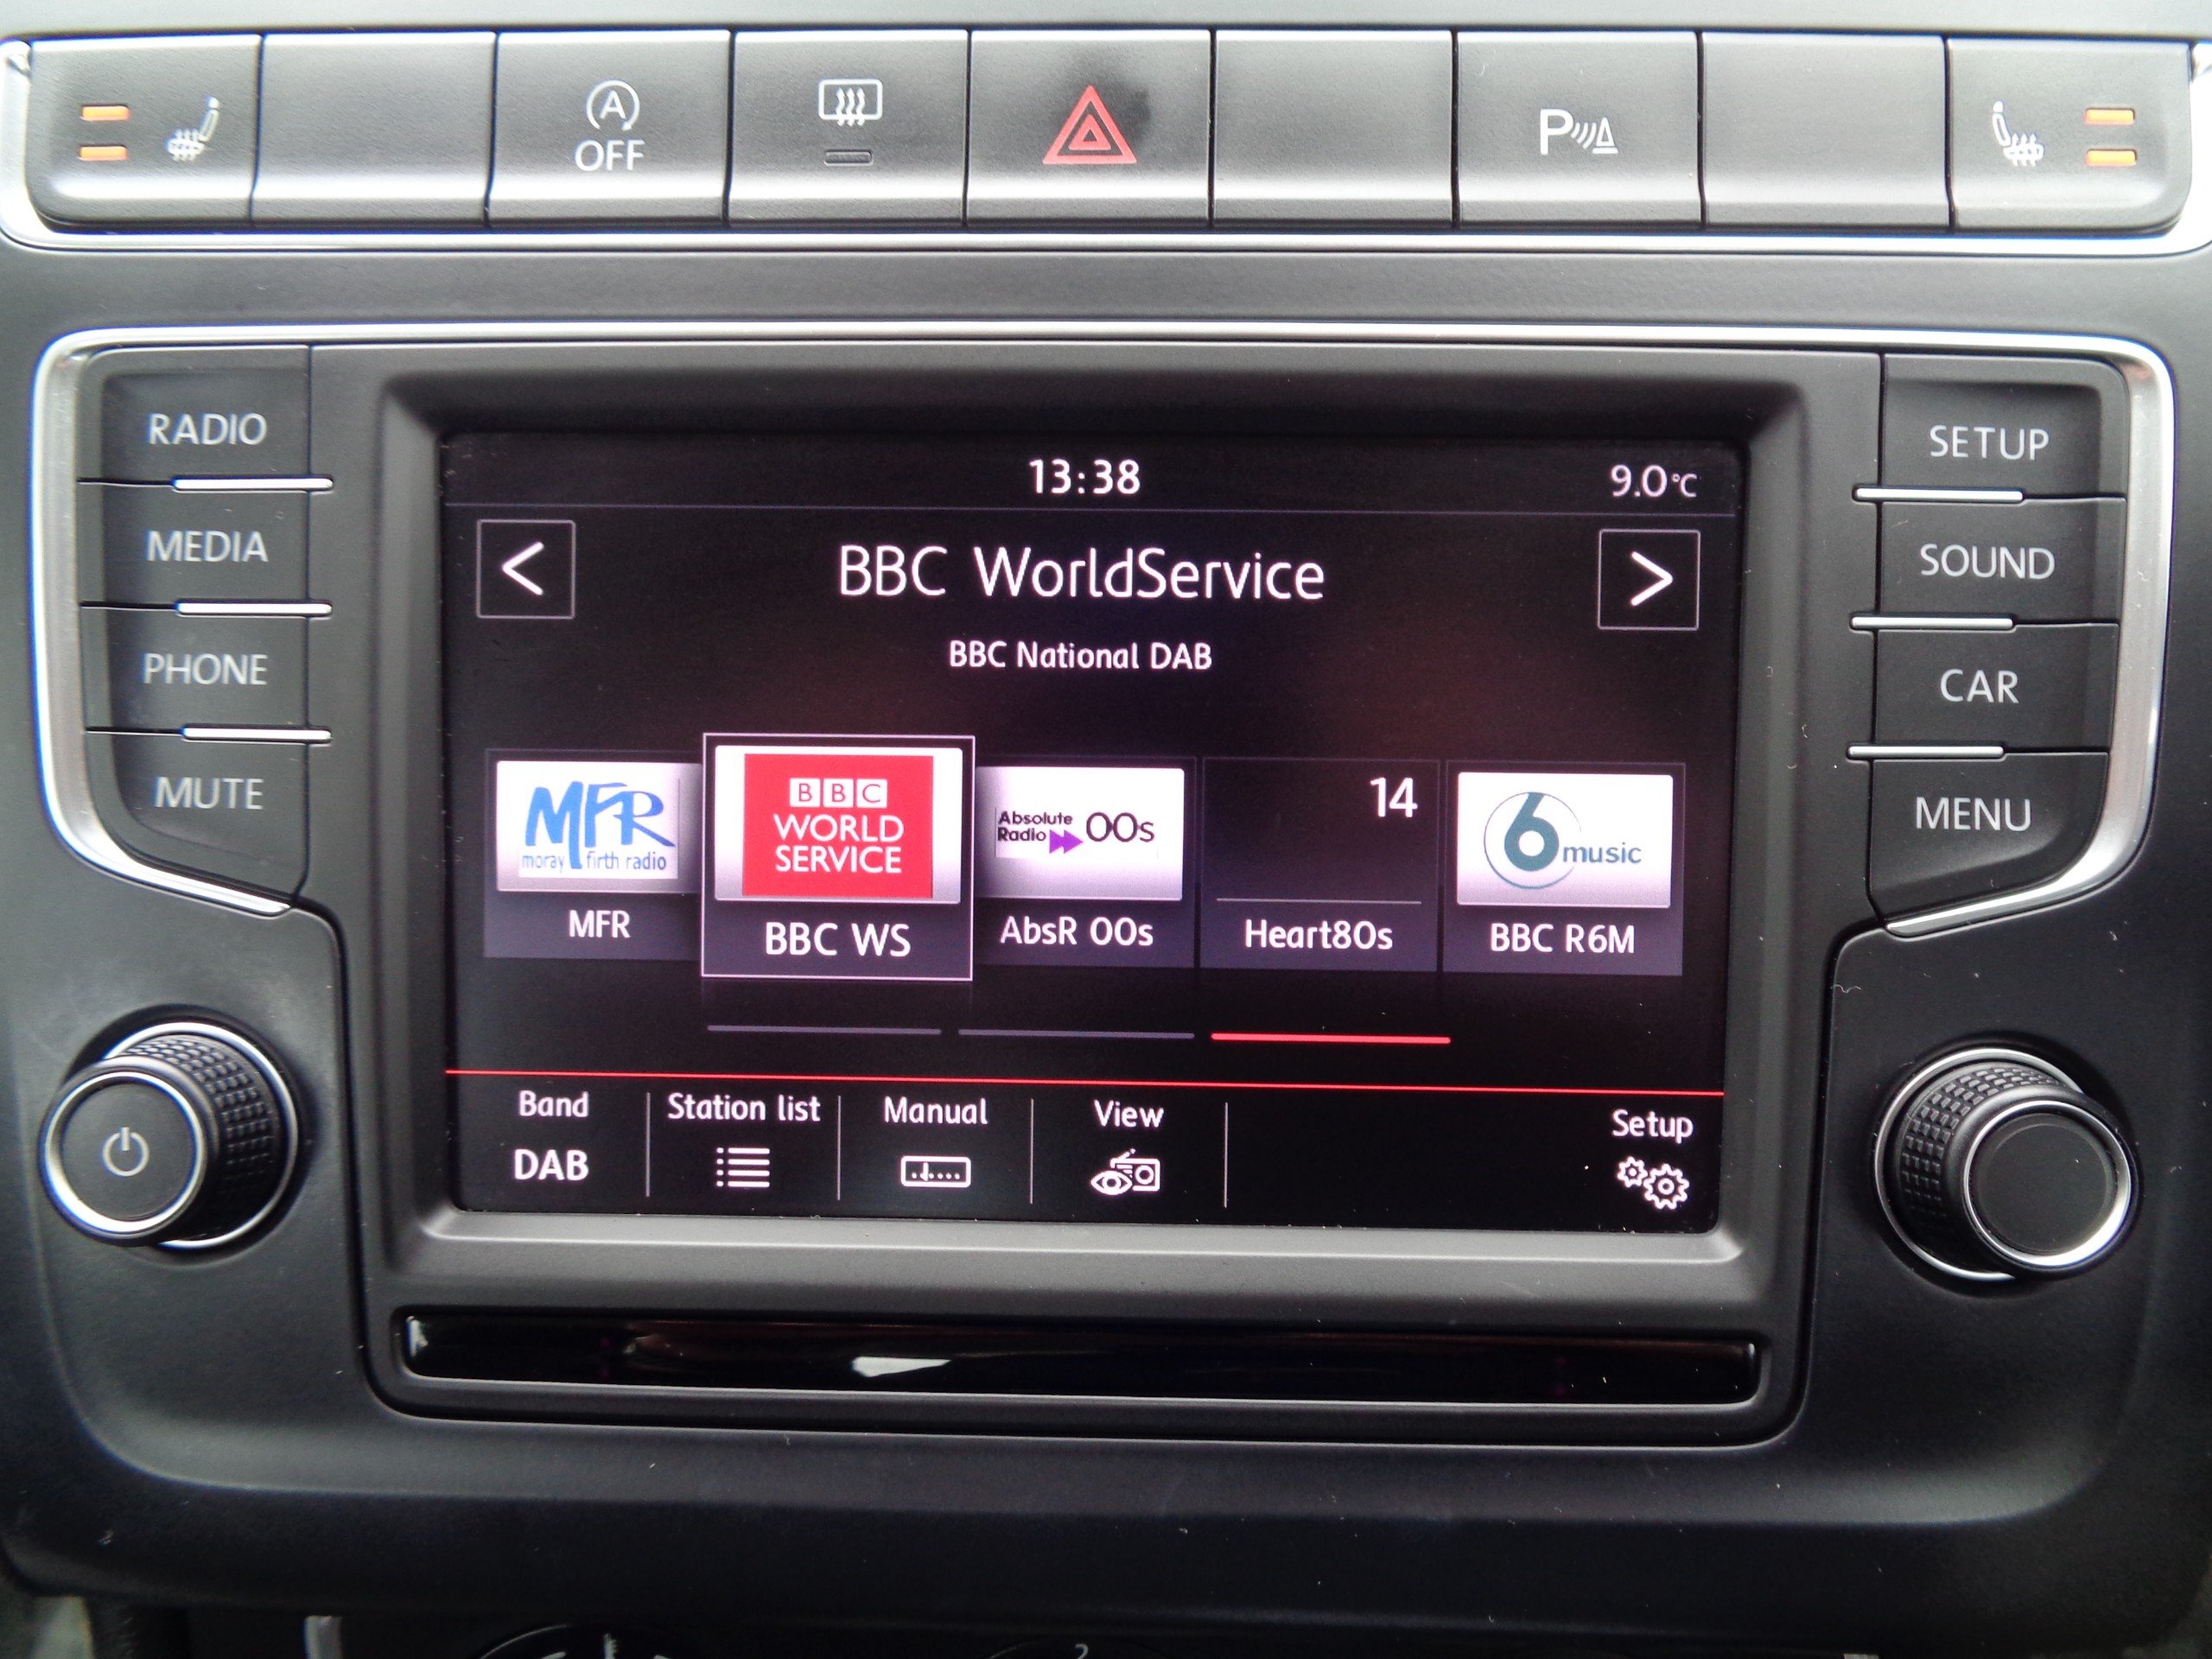 A
OFF
P
RADIO
MEDIA
PHONE
MUTE
13:38
9.0°C
<
BBC WorldService
>
BBC National DAB
MFR
moray firth radio
MFR
BBC
WORLD
SERVICE
BBC WS
Absolute
Radio 00s
AbsR 00s
14
Heart80s
6music
BBC R6M
Band
DAB
Station list
Manual
View
Setup
SETUP
SOUND
CAR
MENU
2